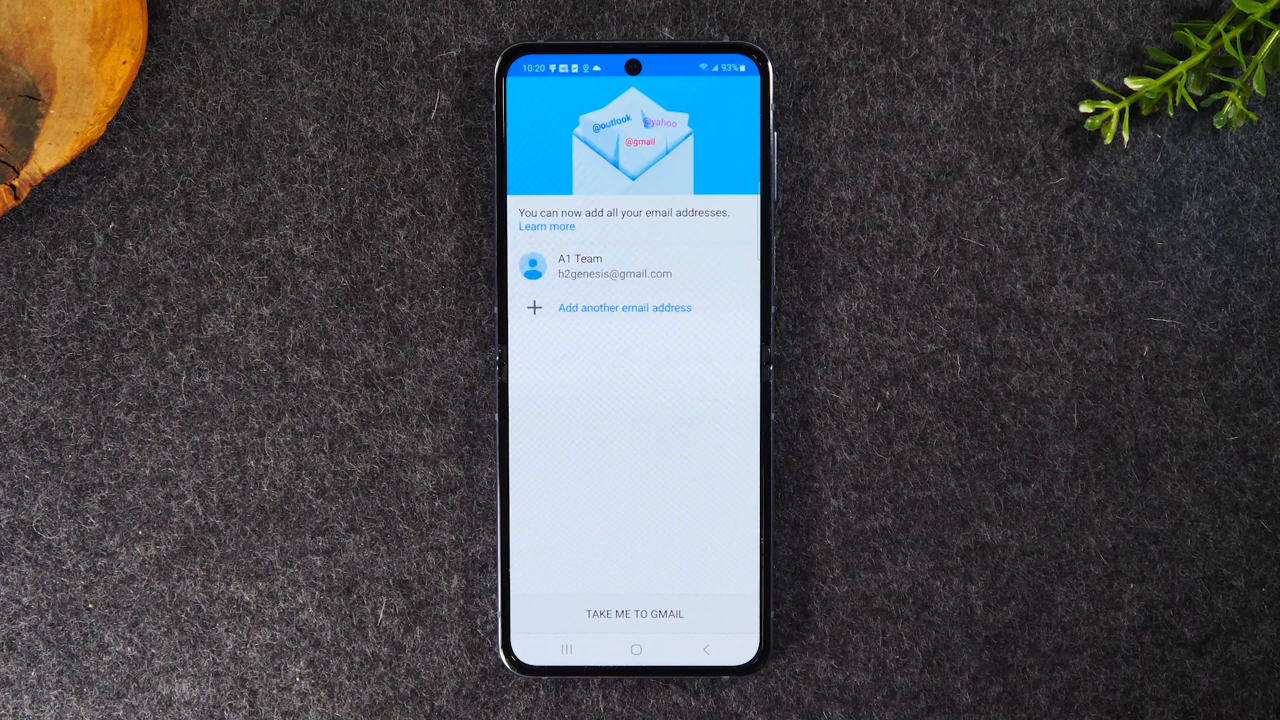 10:20
93%
@outlook
@yahoo
@gmail
You can now add all your email addresses.
Learn more
A1 Team
h2genesis@gmail.com
Add another email address
TAKE ME TO GMAIL